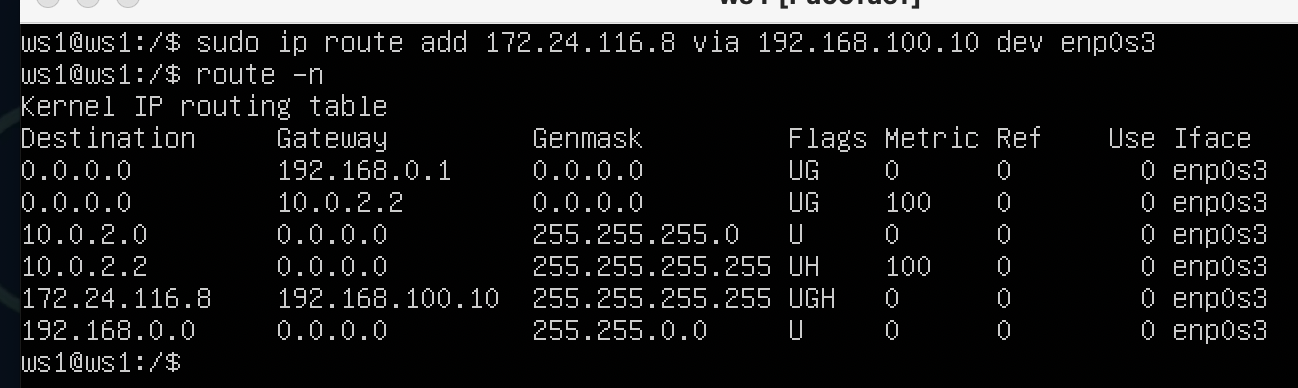 ws1@ws1:/$ sudo ip route add 172.24.116.8 via 192.168.100.10 dev enp0s3
ws1@ws1:/$ route -n
Kernel IP routing table
Destination     Gateway         Genmask         Flags Metric Ref    Use Iface
0.0.0.0         192.168.0.1     0.0.0.0         UG    0      0        0 enp0s3
0.0.0.0         10.0.2.2        0.0.0.0         UG    100    0        0 enp0s3
10.0.2.0        0.0.0.0         255.255.255.0   U     0      0        0 enp0s3
10.0.2.2        0.0.0.0         255.255.255.255 UH    100    0        0 enp0s3
172.24.116.8    192.168.100.10  255.255.255.255 UGH   0      0        0 enp0s3
192.168.0.0     0.0.0.0         255.255.0.0     U     0      0        0 enp0s3
ws1@ws1:/$